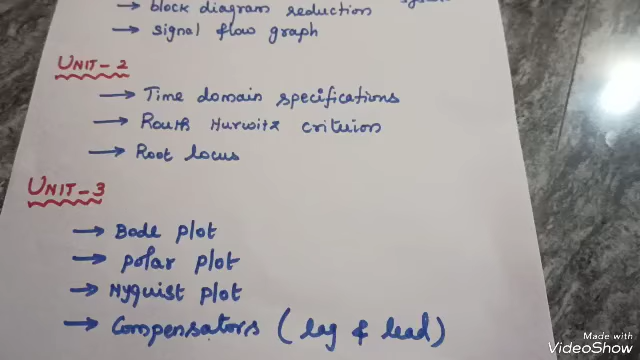 → block diagram reduction
→ signal flow graph
UNIT-2
→ Time domain specifications
→ Routh Hurwitz criterion
→ Root locus
UNIT-3
→ Bode plot
→ polar plot
→ Nyquist plot
→ Compensators (lag & lead)
Made with
VideoShow